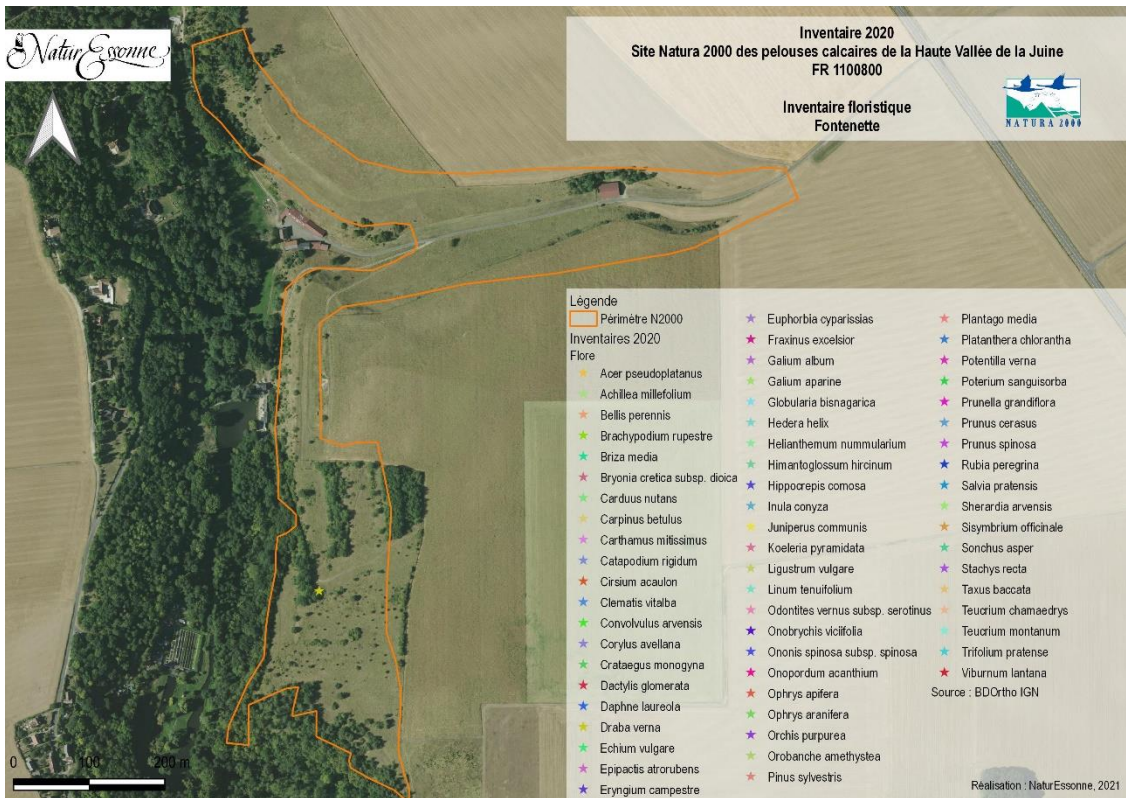 NaturEssonne
Inventaire 2020
Site Natura 2000 des pelouses calcaires de la Haute Vallée de la Juine
FR 1100800
Inventaire floristique
Fontenette
NATURA 2000
Légende
Périmètre N2000
Inventaires 2020
Flore
Acer pseudoplatanus
Achillea millefolium
Bellis perennis
Brachypodium rupestre
Briza media
Bryonia cretica subsp. dioica
Carduus nutans
Carpinus betulus
Carthamus mitissimus
Catapodium rigidum
Cirsium acaulon
Clematis vitalba
Convolvulus arvensis
Corylus avellana
Crataegus monogyna
Dactylis glomerata
Daphne laureola
Draba verna
Echium vulgare
Epipactis atrorubens
Eryngium campestre
Euphorbia cyparissias
Fraxinus excelsior
Galium album
Galium aparine
Globularia bisnagarica
Hedera helix
Helianthemum nummularium
Himantoglossum hircinum
Hippocrepis comosa
Inula conyza
Juniperus communis
Koeleria pyramidata
Ligustrum vulgare
Linum tenuifolium
Odontites vernus subsp. serotinus
Onobrychis viciifolia
Ononis spinosa subsp. spinosa
Onopordum acanthium
Ophrys apifera
Ophrys aranifera
Orchis purpurea
Orobanche amethystea
Pinus sylvestris
Plantago media
Platanthera chlorantha
Potentilla verna
Poterium sanguisorba
Prunella grandiflora
Prunus cerasus
Prunus spinosa
Rubia peregrina
Salvia pratensis
Sherardia arvensis
Sisymbrium officinale
Sonchus asper
Stachys recta
Taxus baccata
Teucrium chamaedrys
Teucrium montanum
Trifolium pratense
Viburnum lantana
Source : BDOrtho IGN
0 100 200 m
Réalisation : NaturEssonne, 2021